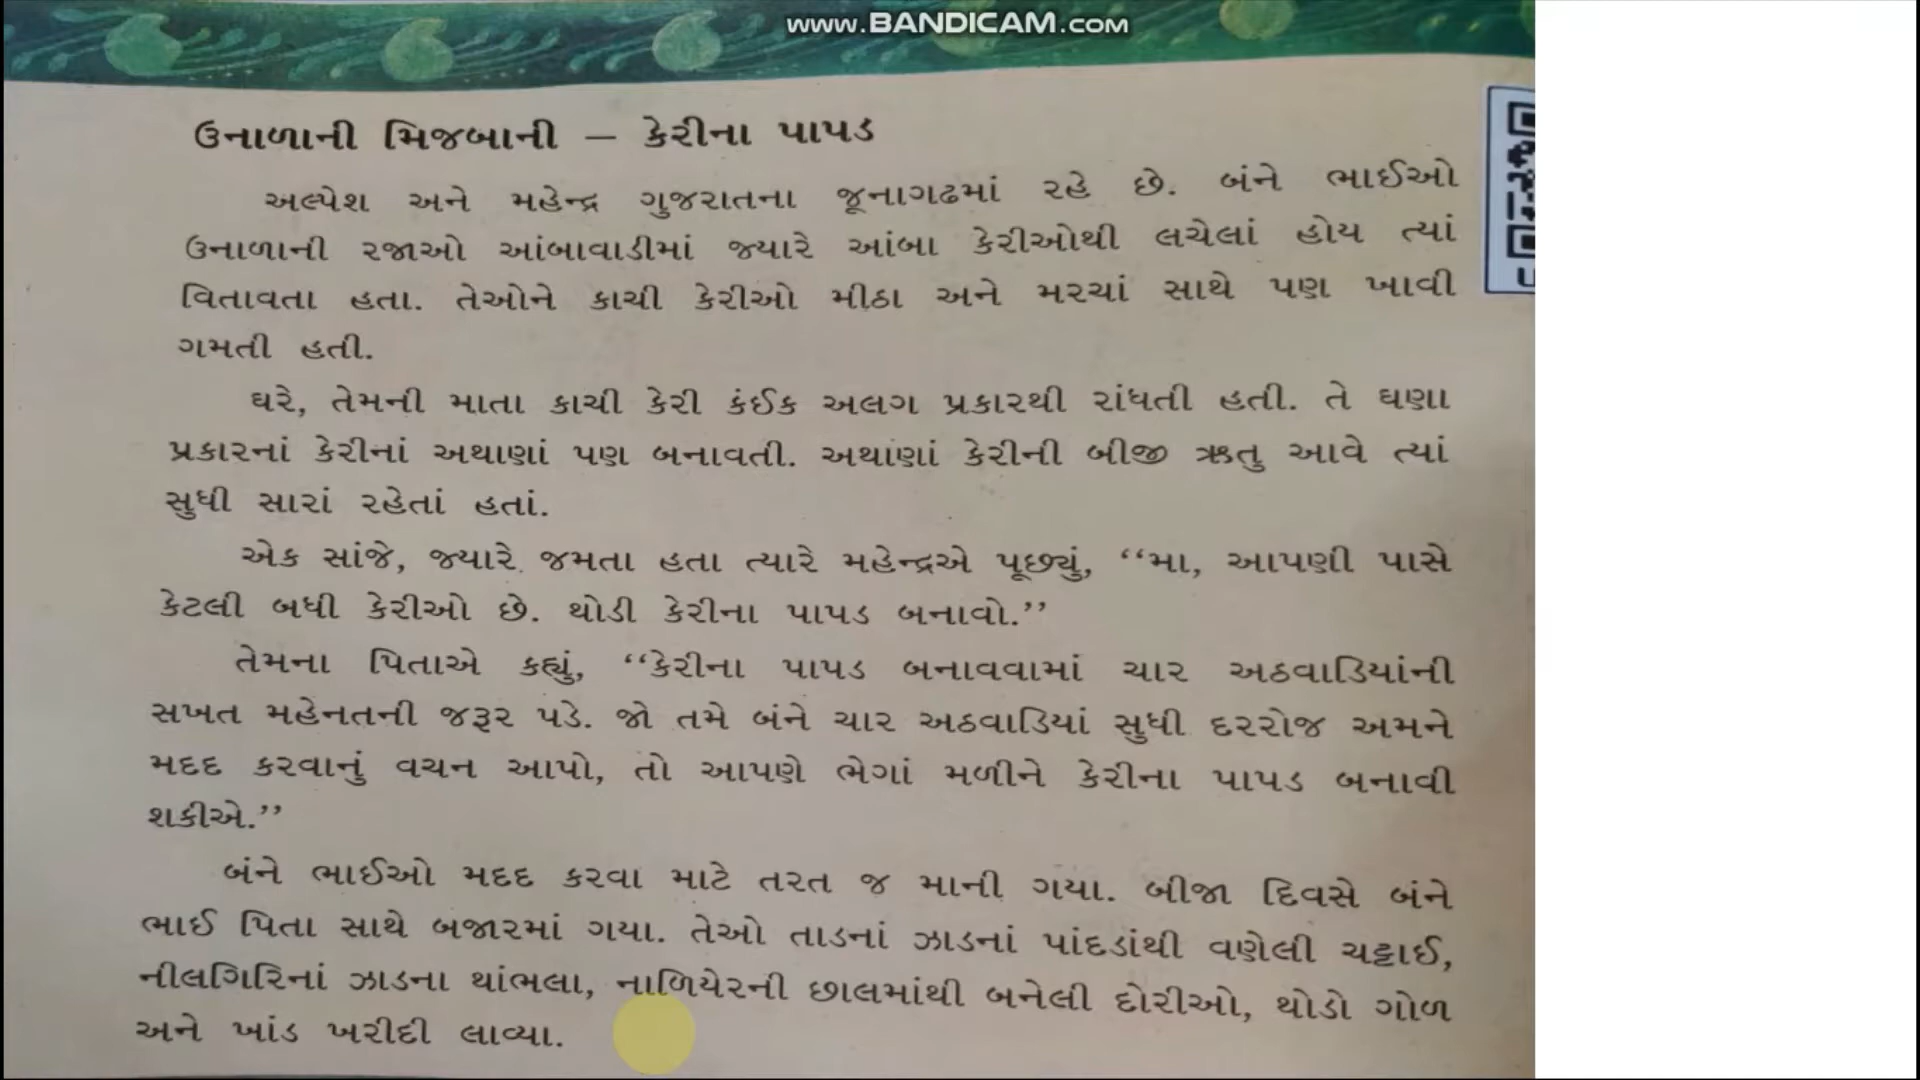 www.BANDICAM.com
ઉનાળાની મિજબાની – કેરીના પાપડ
અલ્પેશ અને મહેન્દ્ર ગુજરાતના જૂનાગઢમાં રહે છે. બંને ભાઈઓ
ઉનાળાની રજાઓ આંબાવાડીમાં જ્યારે આંબા કેરીઓથી લચેલાં હોય ત્યાં
વિતાવતા હતા. તેઓને કાચી કેરીઓ મીઠા અને મરચાં સાથે પણ ખાવી
ગમતી હતી.
ઘરે, તેમની માતા કાચી કેરી કંઈક અલગ પ્રકારથી રાંધતી હતી. તે ઘણા
પ્રકારનાં કેરીનાં અથાણાં પણ બનાવતી. અથાણાં કેરીની બીજી ઋતુ આવે ત્યાં
સુધી સારાં રહેતાં હતાં.
એક સાંજે, જ્યારે જમતા હતા ત્યારે મહેન્દ્રએ પૂછ્યું, ‘‘મા, આપણી પાસે
કેટલી બધી કેરીઓ છે. થોડી કેરીના પાપડ બનાવો.’’
તેમના પિતાએ કહ્યું, ‘‘કેરીના પાપડ બનાવવામાં ચાર અઠવાડિયાંની
સખત મહેનતની જરૂર પડે. જો તમે બંને ચાર અઠવાડિયાં સુધી દરરોજ અમને
મદદ કરવાનું વચન આપો, તો આપણે ભેગાં મળીને કેરીના પાપડ બનાવી
શકીએ.’’
બંને ભાઈઓ મદદ કરવા માટે તરત જ માની ગયા. બીજા દિવસે બંને
ભાઈ પિતા સાથે બજારમાં ગયા. તેઓ તાડનાં ઝાડનાં પાંદડાંથી વણેલી ચટ્ટાઈ,
નીલગિરિનાં ઝાડના થાંભલા, નાળિયેરની છાલમાંથી બનેલી દોરીઓ, થોડો ગોળ
અને ખાંડ ખરીદી લાવ્યા.